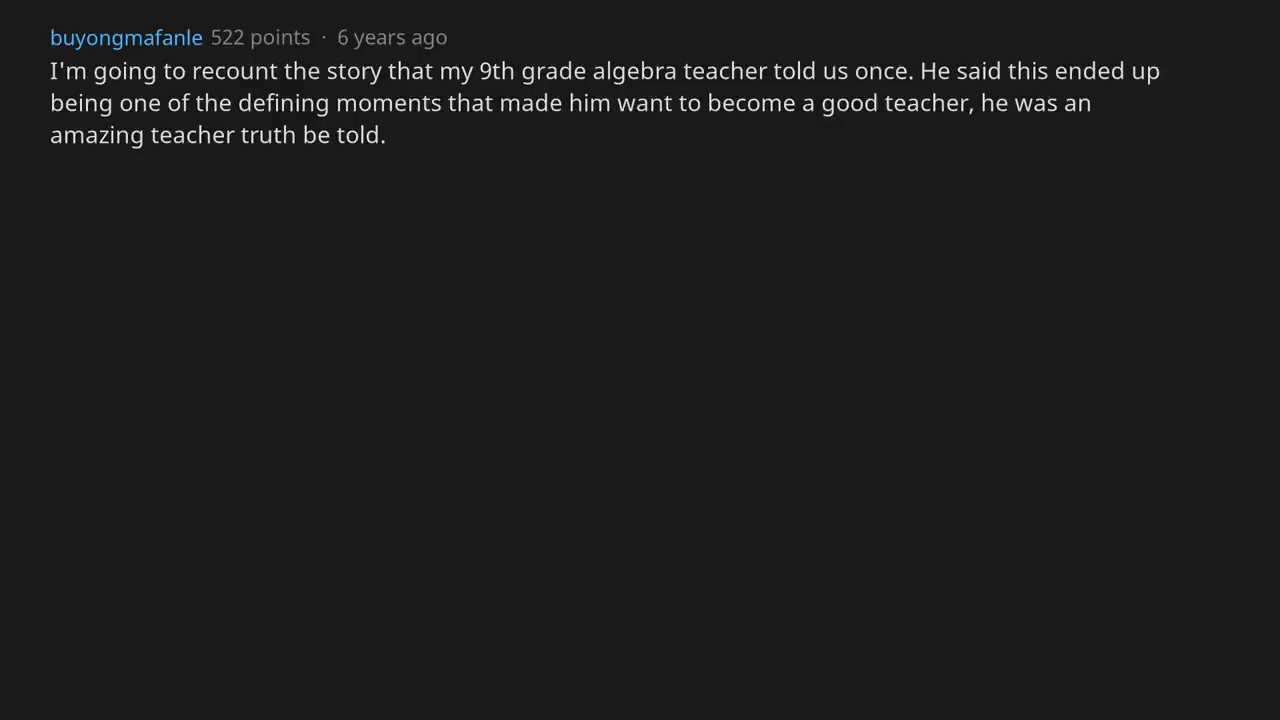 buyongmafanle 522 points · 6 years ago
I'm going to recount the story that my 9th grade algebra teacher told us once. He said this ended up
being one of the defining moments that made him want to become a good teacher, he was an
amazing teacher truth be told.